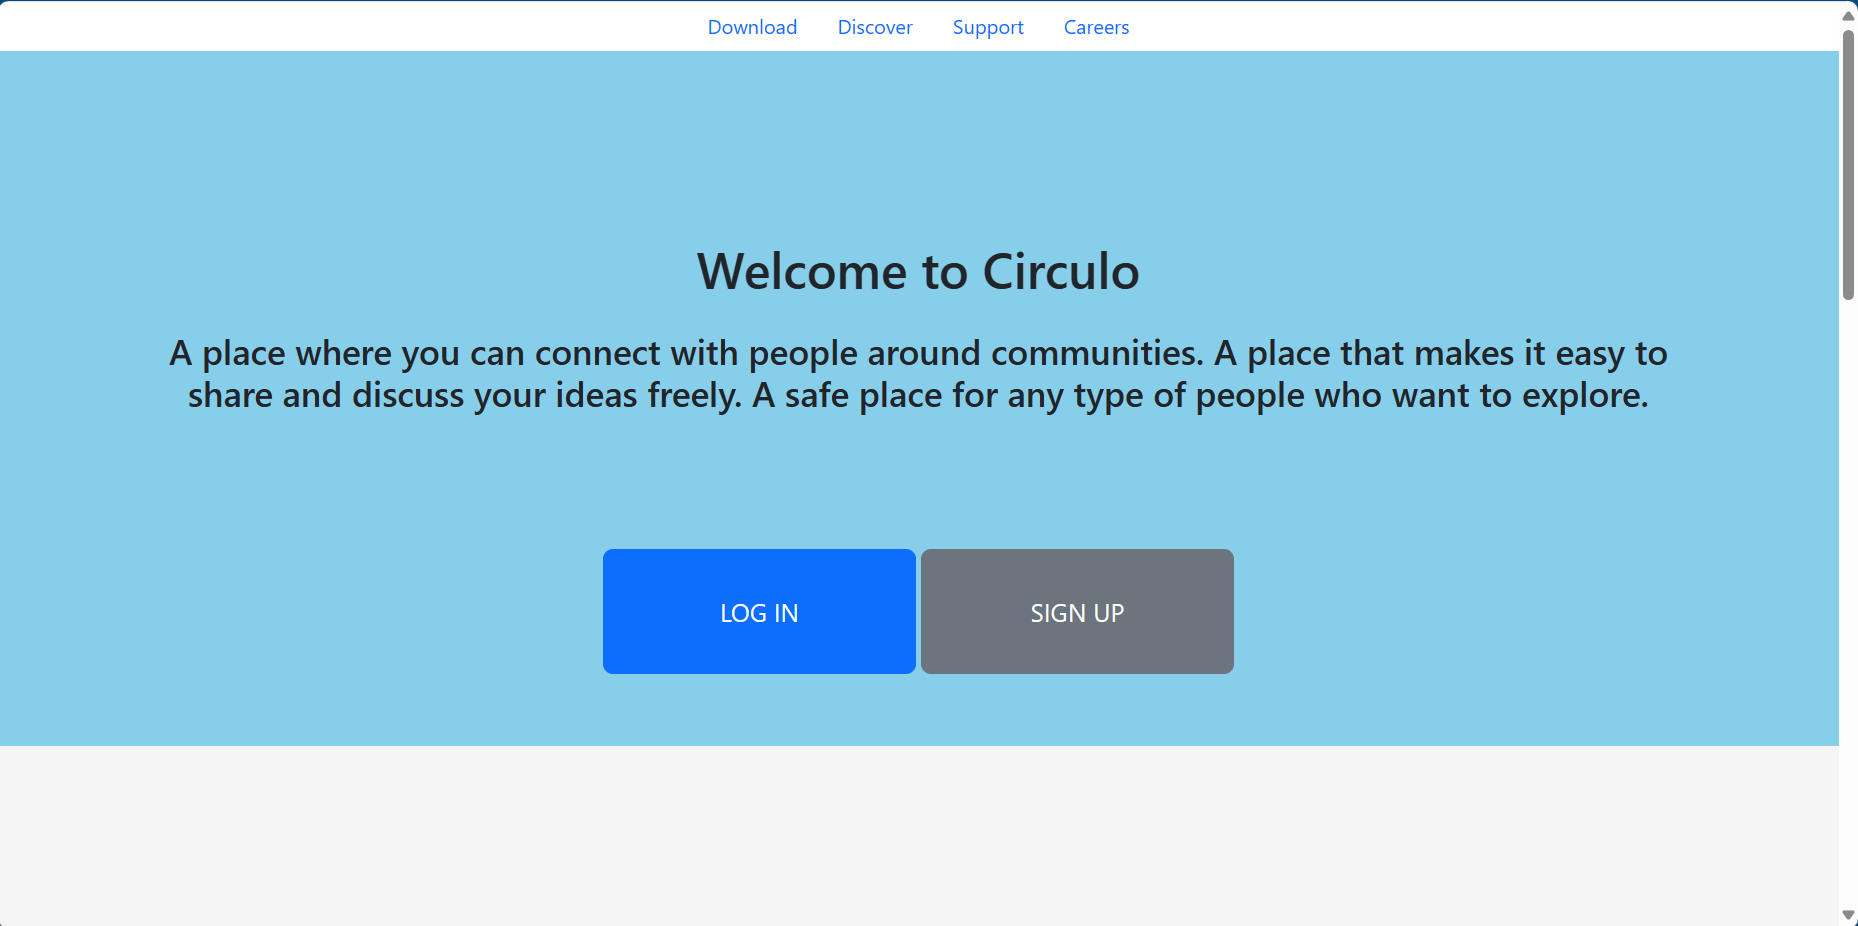 Download Discover Support Careers
Welcome to Circulo
A place where you can connect with people around communities. A place that makes it easy to
share and discuss your ideas freely. A safe place for any type of people who want to explore.
LOG IN SIGN UP